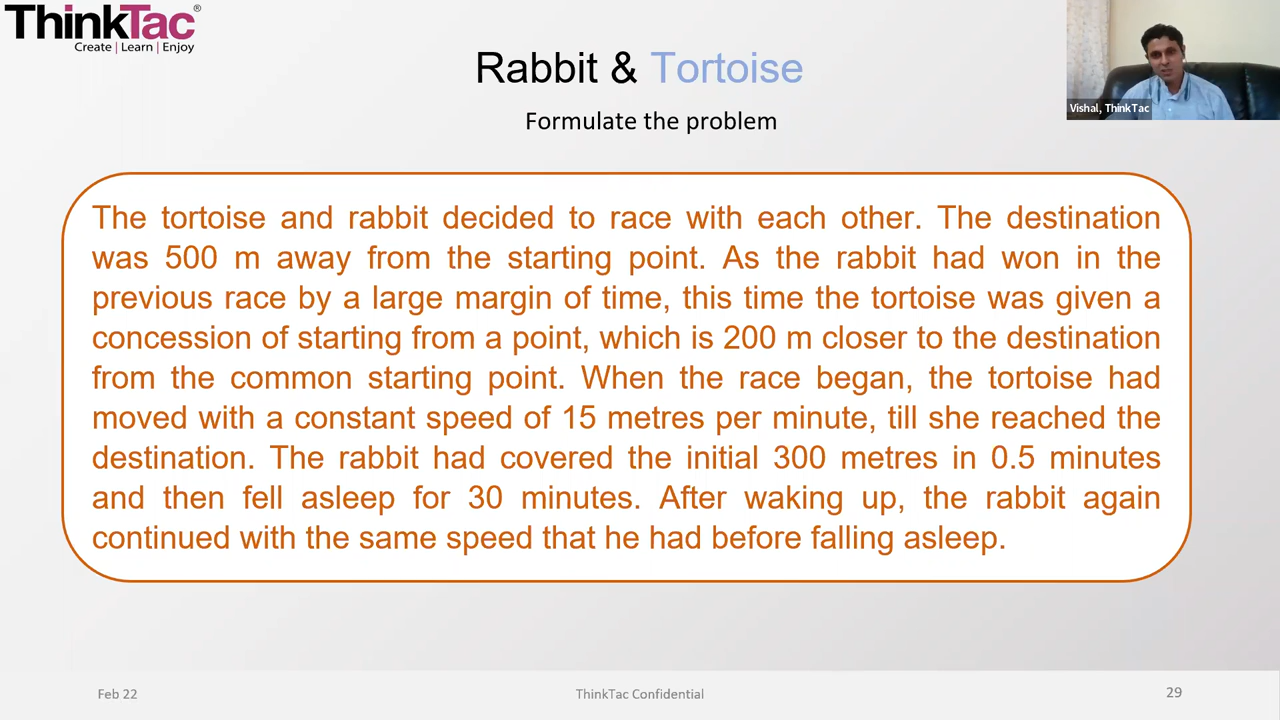 ThinkTac®
Create | Learn | Enjoy
Rabbit & Tortoise
Formulate the problem
Vishal, ThinkTac
The tortoise and rabbit decided to race with each other. The destination
was 500 m away from the starting point. As the rabbit had won in the
previous race by a large margin of time, this time the tortoise was given a
concession of starting from a point, which is 200 m closer to the destination
from the common starting point. When the race began, the tortoise had
moved with a constant speed of 15 metres per minute, till she reached the
destination. The rabbit had covered the initial 300 metres in 0.5 minutes
and then fell asleep for 30 minutes. After waking up, the rabbit again
continued with the same speed that he had before falling asleep.
Feb 22
ThinkTac Confidential
29